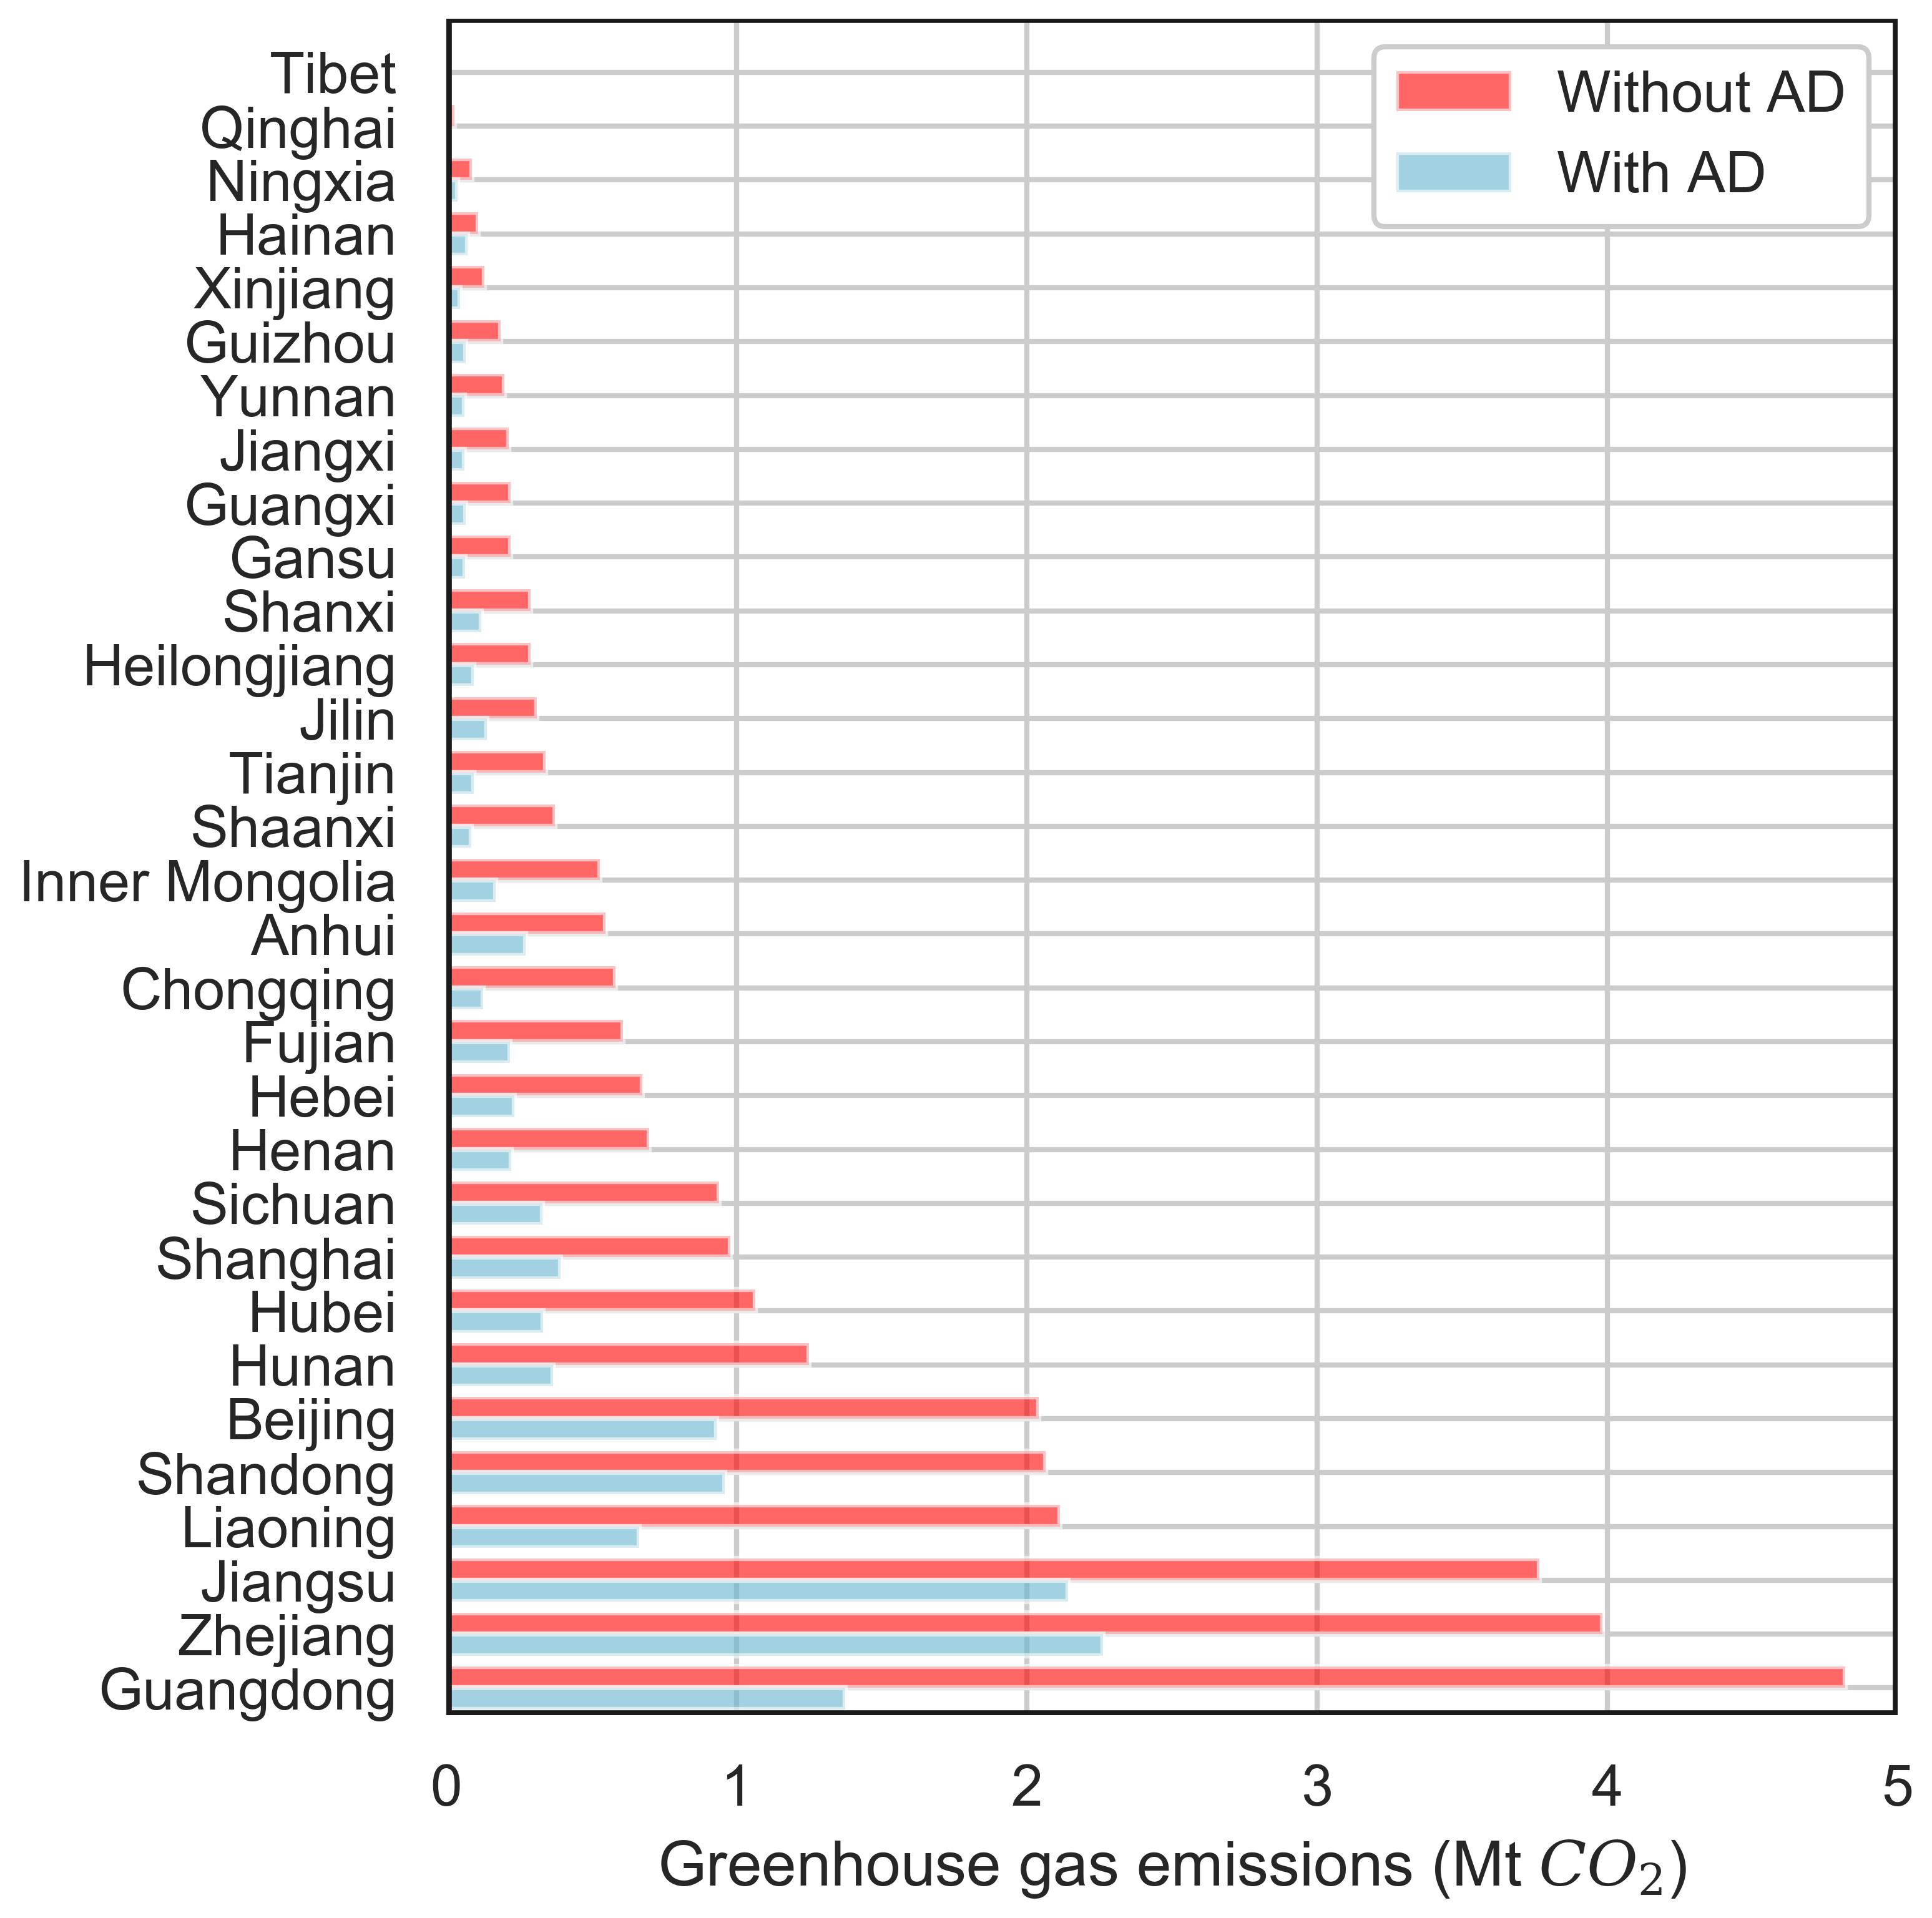 Without AD
With AD
Tibet
Qinghai
Ningxia
Hainan
Xinjiang
Guizhou
Yunnan
Jiangxi
Guangxi
Gansu
Shanxi
Heilongjiang
Jilin
Tianjin
Shaanxi
Inner Mongolia
Anhui
Chongqing
Fujian
Hebei
Henan
Sichuan
Shanghai
Hubei
Hunan
Beijing
Shandong
Liaoning
Jiangsu
Zhejiang
Guangdong
0 1 2 3 4 5
Greenhouse gas emissions (Mt CO₂)